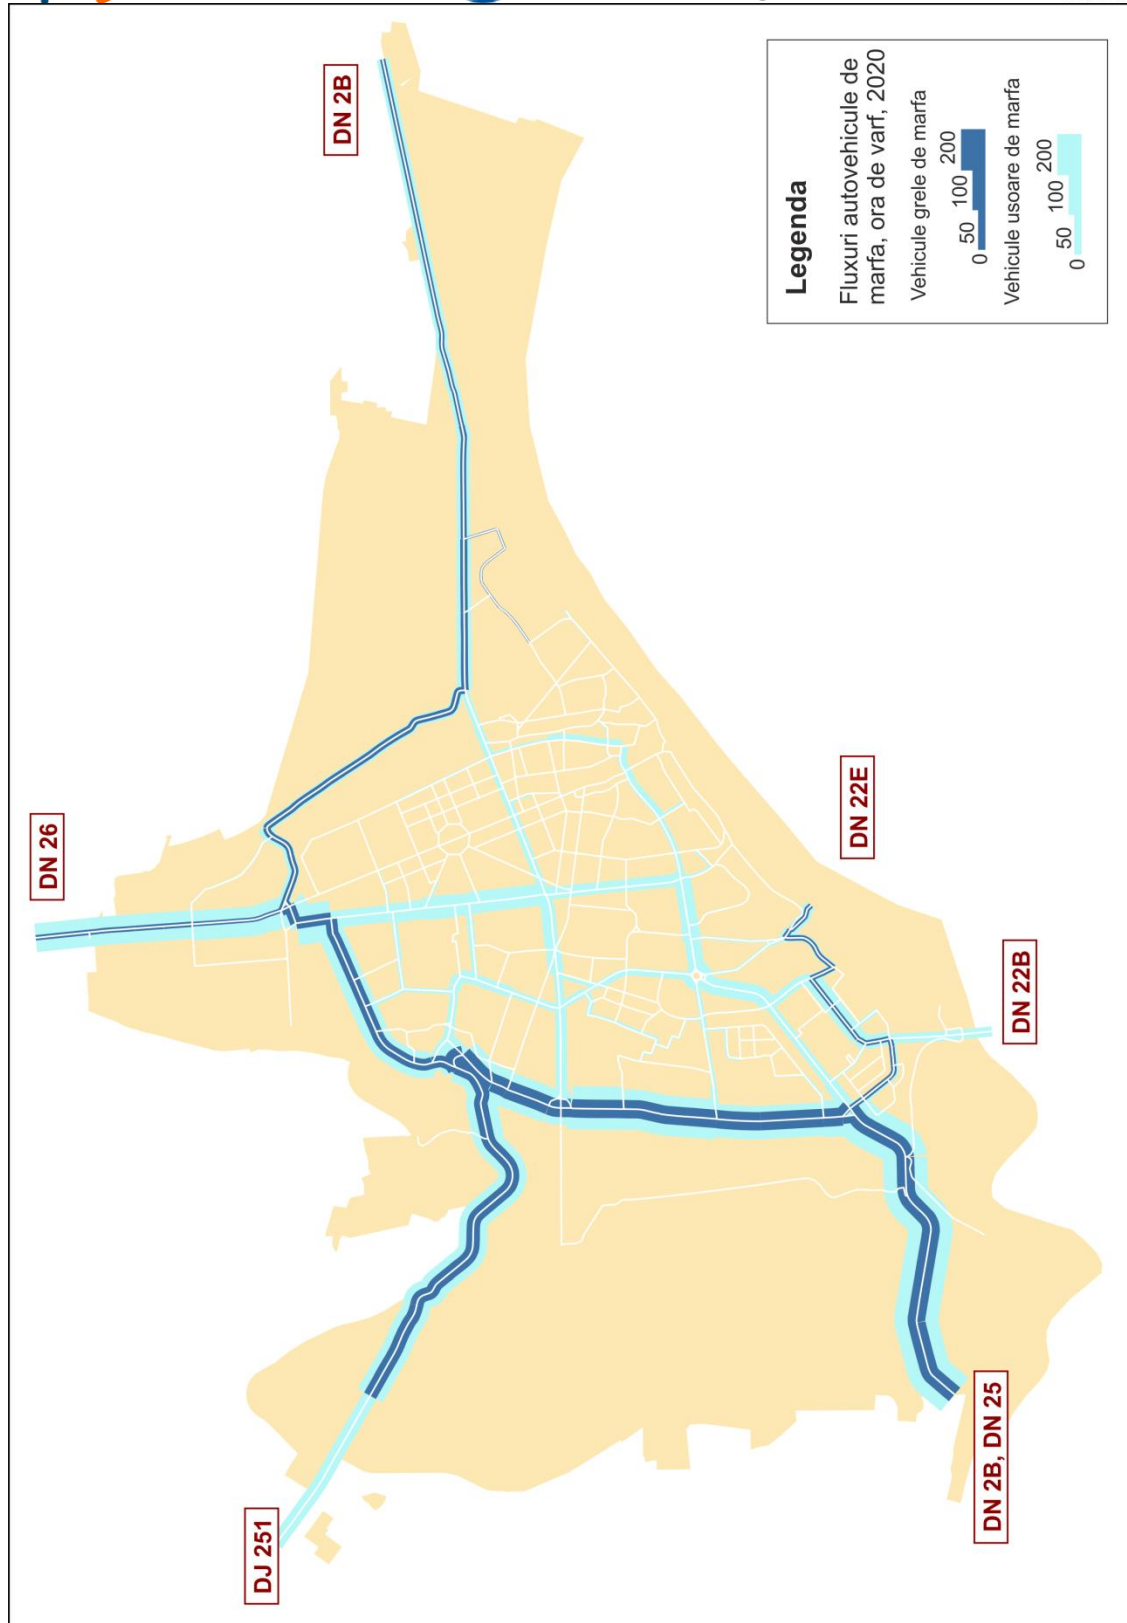 DN 2B
DN 26
DN 22E
DN 22B
DN 2B, DN 25
DJ 251
Legenda
Fluxuri autovehicule de
marfa, ora de varf, 2020
Vehicule grele de marfa
0 50 100 200
Vehicule usoare de marfa
0 50 100 200